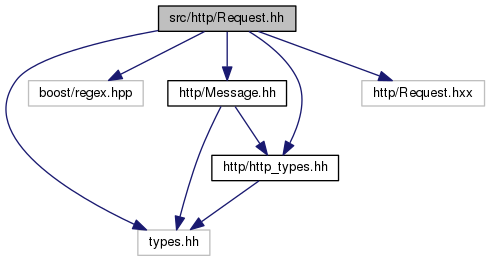 src/http/Request.hh
boost/regex.hpp
http/Message.hh
http/Request.hxx
http/http_types.hh
types.hh